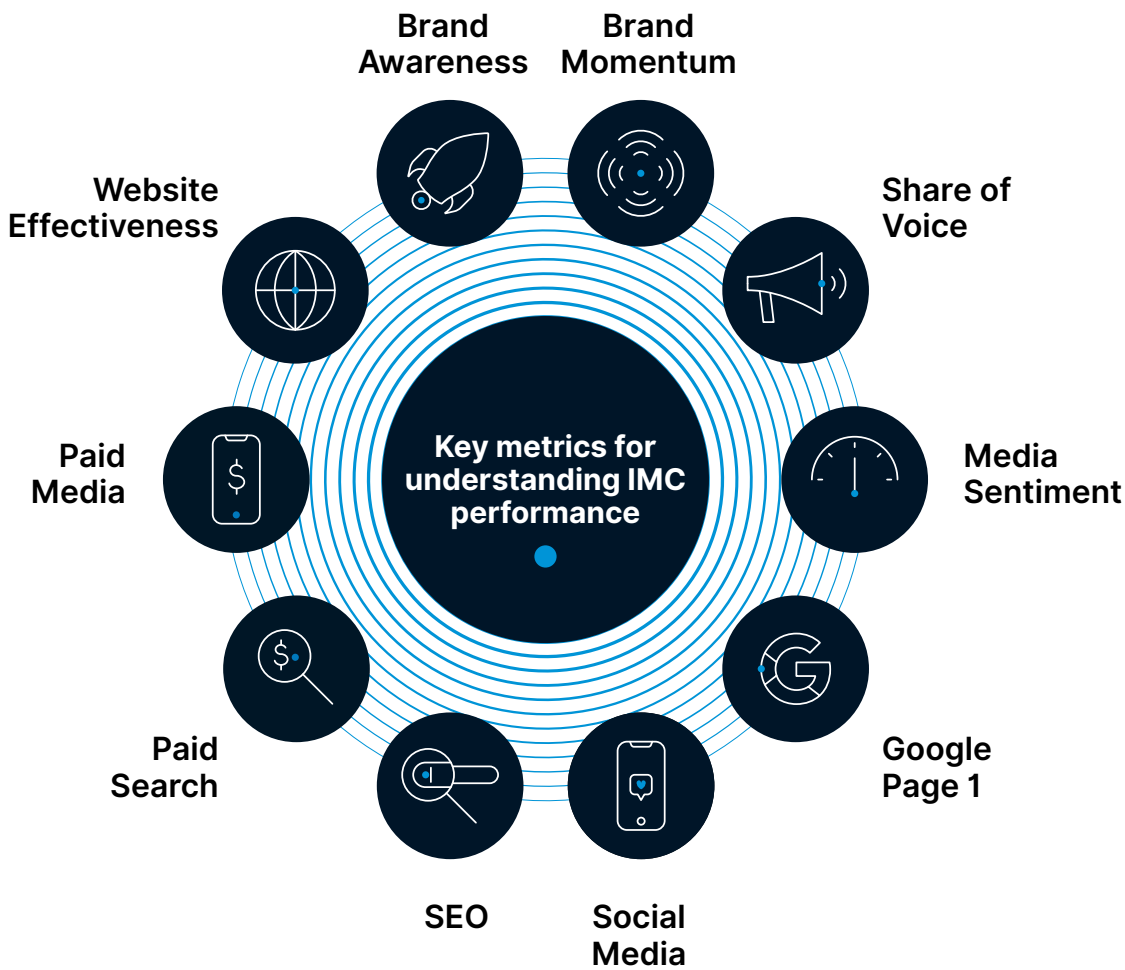 Brand
Awareness
Brand
Momentum
Website
Effectiveness
Share of
Voice
Paid
Media
Key metrics for
understanding IMC
performance
Media
Sentiment
Paid
Search
Google
Page 1
SEO
Social
Media